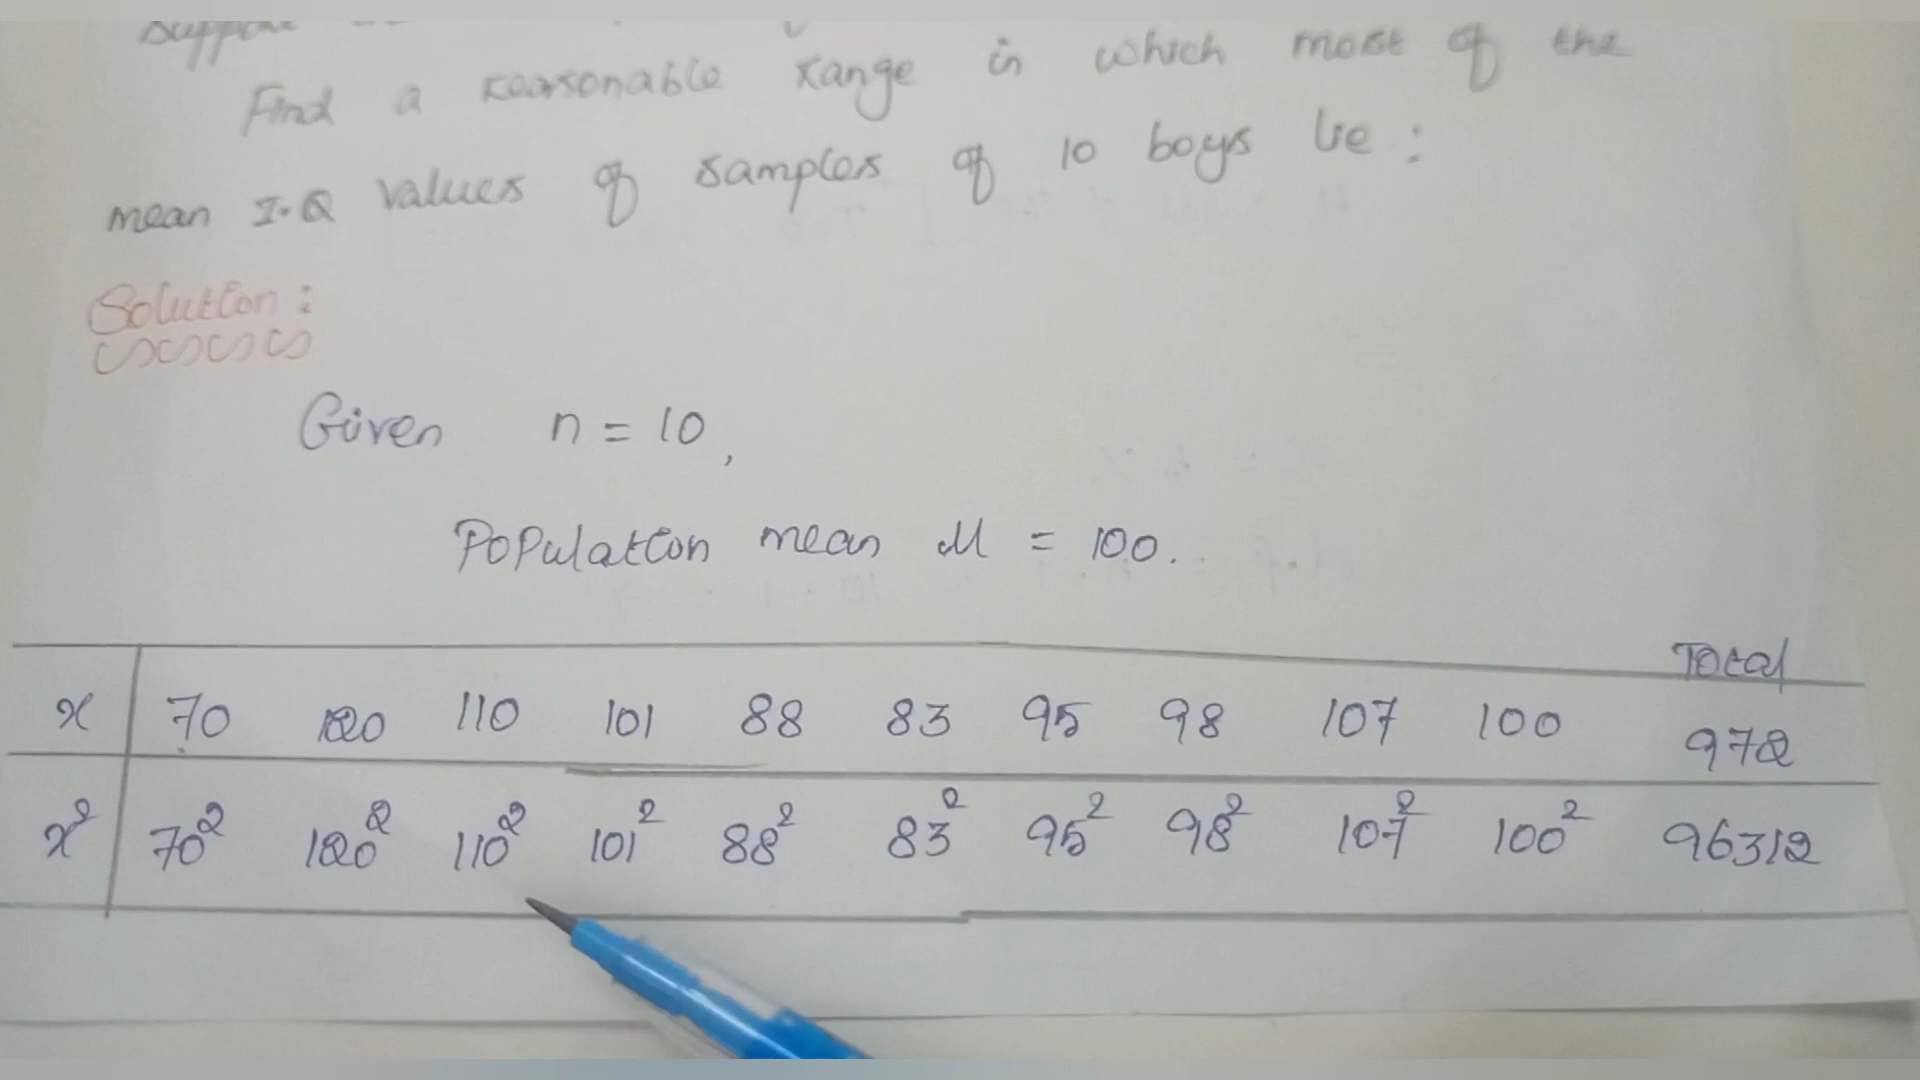 Find a reasonable range in which most of the
mean I.Q values of samples of 10 boys lie :
Solution :
Given n = 10,
Population mean μ = 100.
Total
x 70 120 110 101 88 83 95 98 107 100 972
x² 70² 120² 110² 101² 88² 83² 95² 98² 107² 100² 96312